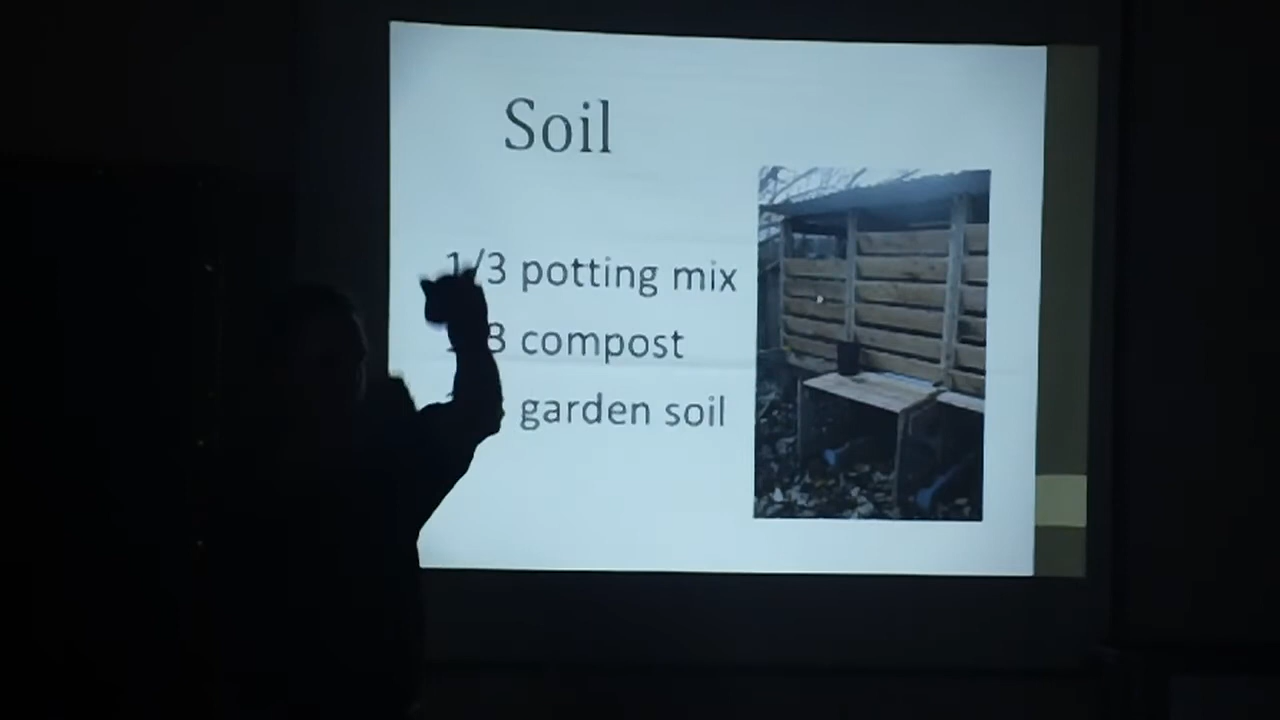 Soil
1/3 potting mix
3 compost
garden soil